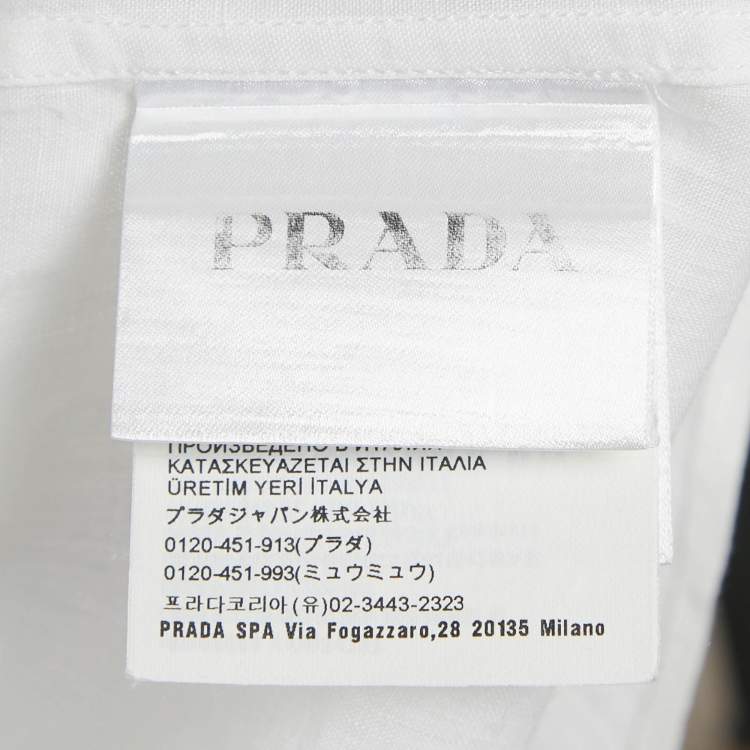 PRADA
ПРОИЗВЕДЕНО В ИТАЛИИ
ΚΑΤΑΣΚΕΥΑΖΕΤΑΙ ΣΤΗΝ ΙΤΑΛΙΑ
ÜRETİM YERİ İTALYA
プラダジャパン株式会社
0120-451-913(プラダ)
0120-451-993(ミュウミュウ)
프라다코리아(유)02-3443-2323
PRADA SPA Via Fogazzaro,28 20135 Milano